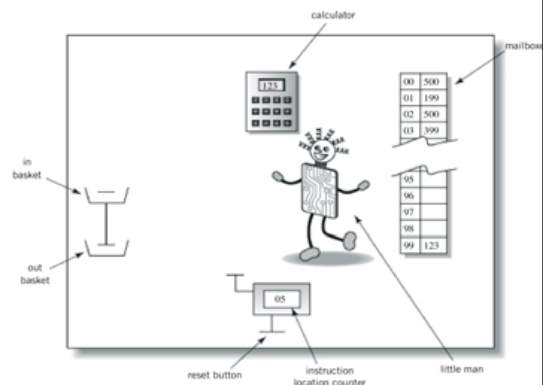 calculator
mailboxe
123
00 500
01 199
02 500
03 399
in
basket
95
96
97
98
99 123
out
basket
05
reset button
instruction
location counter
little man